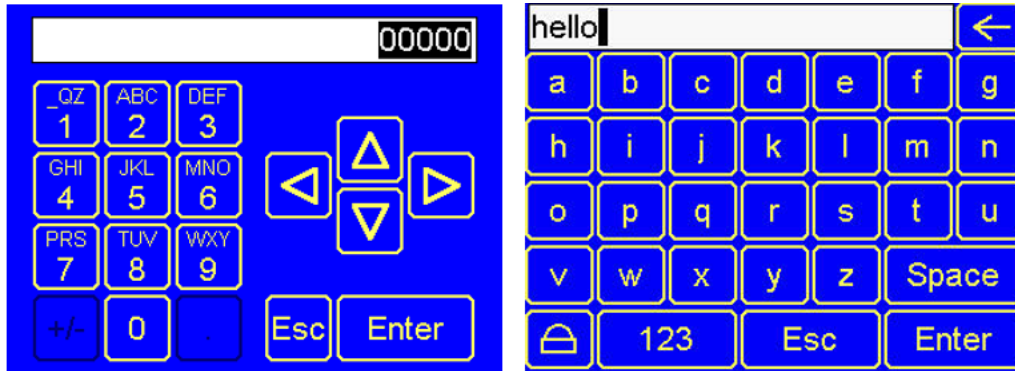 00000
_QZ ABC DEF
1 2 3
GHI JKL MNO
4 5 6
PRS TUV WXY
7 8 9
+/- 0 .
Esc Enter
hello
a b c d e f g
h i j k l m n
o p q r s t u
v w x y z Space
123 Esc Enter